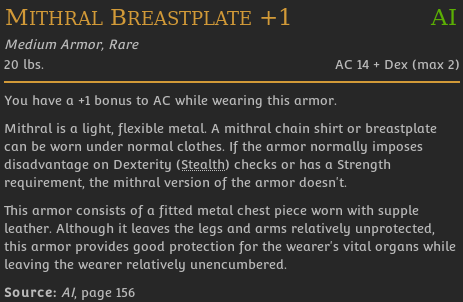 Mithral Breastplate +1 AI
Medium Armor, Rare
20 lbs. AC 14 + Dex (max 2)
You have a +1 bonus to AC while wearing this armor.
Mithral is a light, flexible metal. A mithral chain shirt or breastplate
can be worn under normal clothes. If the armor normally imposes
disadvantage on Dexterity (Stealth) checks or has a Strength
requirement, the mithral version of the armor doesn't.
This armor consists of a fitted metal chest piece worn with supple
leather. Although it leaves the legs and arms relatively unprotected,
this armor provides good protection for the wearer's vital organs while
leaving the wearer relatively unencumbered.
Source: AI, page 156